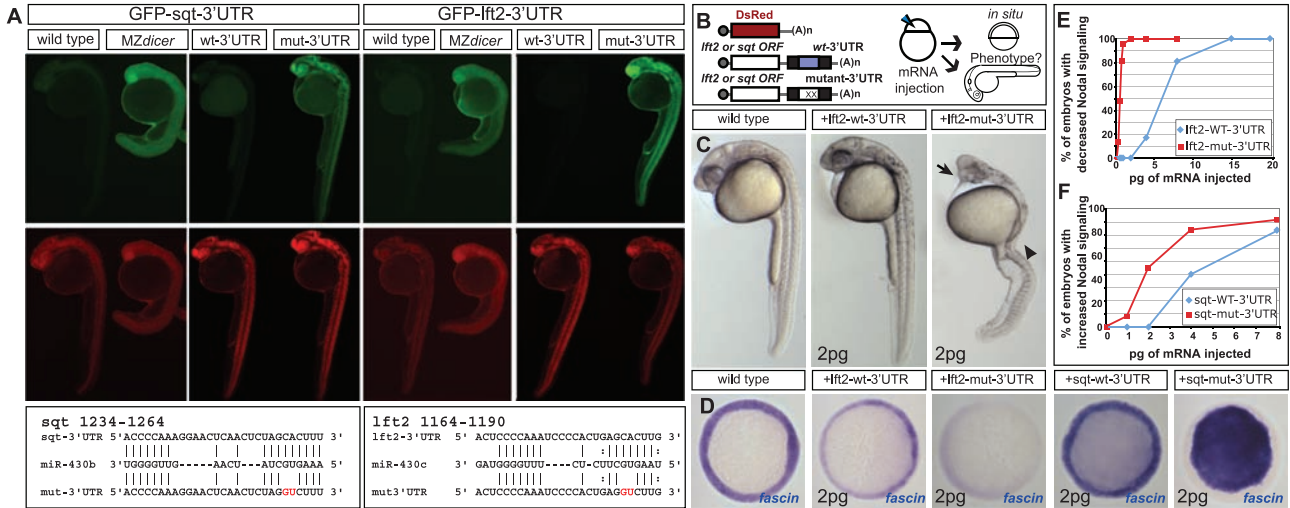 A
GFP-sqt-3'UTR
GFP-lft2-3'UTR
wild type
MZdicer
wt-3'UTR
mut-3'UTR
wild type
MZdicer
wt-3'UTR
mut-3'UTR
sqt 1234-1264
sqt-3'UTR 5'ACCCCAAAGGAACTCAACTCTAGCACTTT 3'
miR-430b 3'UGGGGUUG-----AACU---AUCGUGAAA 5'
mut-3'UTR 5'ACCCCAAAGGAACTCAACTCTAGGUCTTT 3'
lft2 1164-1190
lft2-3'UTR 5' ACTCCCCAAATCCCCACTGAGCACTTG 3'
miR-430c 3'GAUGGGGUUU----CU-CUUCGUGAAU 5'
mut3'UTR 5'ACTCCCCAAATCCCCACTGAGGUCTTG 3'
B
DsRed
(A)n
lft2 or sqt ORF
wt-3'UTR
(A)n
lft2 or sqt ORF
mutant-3'UTR
XX
(A)n
mRNA
injection
in situ
Phenotype?
wild type
+lft2-wt-3'UTR
+lft2-mut-3'UTR
C
2pg
2pg
wild type
+lft2-wt-3'UTR
+lft2-mut-3'UTR
+sqt-wt-3'UTR
+sqt-mut-3'UTR
D
fascin
2pg
fascin
2pg
fascin
2pg
fascin
2pg
fascin
E
% of embryos with
decreased Nodal signaling
100
80
60
40
20
0
lft2-WT-3'UTR
lft2-mut-3'UTR
0
5
10
15
20
pg of mRNA injected
F
% of embryos with
increased Nodal signaling
100
80
60
40
80
20
0
sqt-WT-3'UTR
sqt-mut-3'UTR
0
1
2
3
4
5
6
7
8
pg of mRNA injected